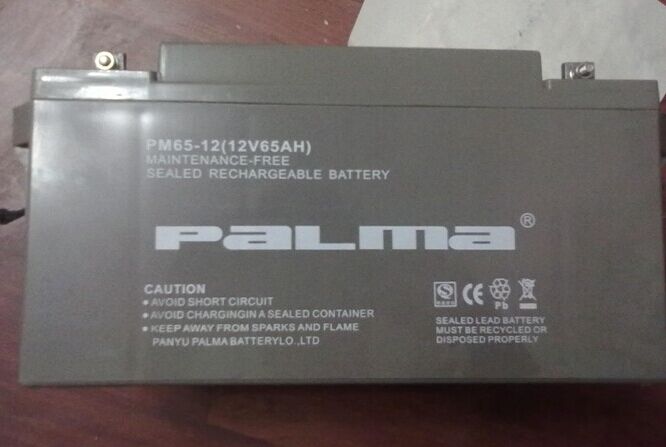 PM65-12(12V65AH)
MAINTENANCE-FREE
SEALED RECHARGEABLE BATTERY
PALMA®
CAUTION
● AVOID SHORT CIRCUIT
● AVOID CHARGINGIN A SEALED CONTAINER
● KEEP AWAY FROM SPARKS AND FLAME
PANYU PALMA BATTERYLO.,LTD
CE
Pb
SEALED LEAD BATTERY
MUST BE RECYCLED OR
DISPOSED PROPERLY